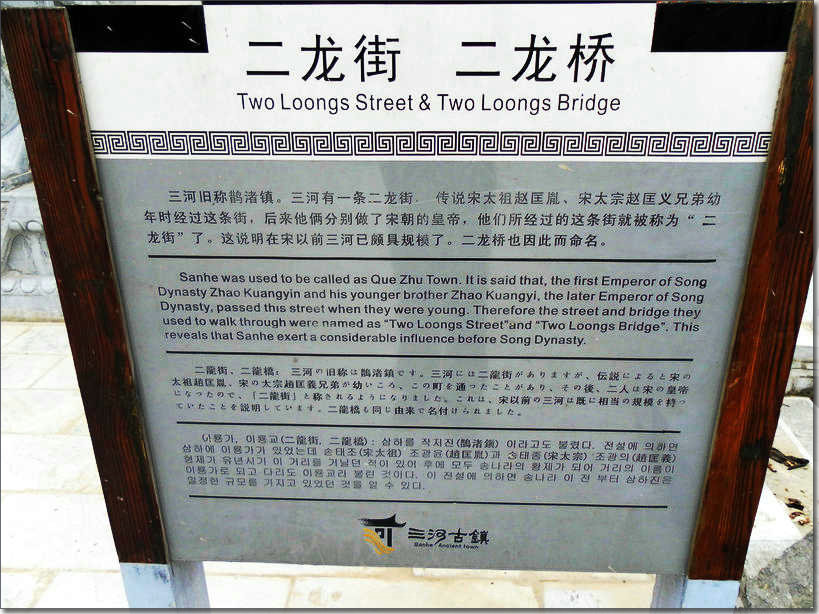 二龙街 二龙桥
Two Loongs Street & Two Loongs Bridge
三河旧称鹊渚镇。三河有一条二龙街. 传说宋太祖赵匡胤、宋太宗赵匡义兄弟幼
年时经过这条街，后来他俩分别做了宋朝的皇帝，他们所经过的这条街就被称为“二
龙街”了。这说明在宋以前三河已颇具规模了。二龙桥也因此而命名。
Sanhe was used to be called as Que Zhu Town. It is said that, the first Emperor of Song
Dynasty Zhao Kuangyin and his younger brother Zhao Kuangyi, the later Emperor of Song
Dynasty, passed this street when they were young. Therefore the street and bridge they
used to walk through were named as “Two Loongs Street”and “Two Loongs Bridge”. This
reveals that Sanhe exert a considerable influence before Song Dynasty.
二龍街、二龍橋： 三河の旧称は鵲渚鎮です。三河には二龍街がありますが、伝説によると宋の
太祖趙匡胤、宋の太宗趙匡義兄弟が幼いころ、この町を通ったことがあり、その後、二人は宋の皇帝
になったので、「二龍街」と称されるようになりました。これは、宋以前の三河は既に相当の規模を持っ
ていたことを説明しています。二龍橋も同じ由来で名付けられました。
이룡가, 이룡교(二龍街, 二龍橋) : 삼하를 작지진(鵲渚鎭) 이라고도 불렸다. 전설에 의하면
삼하에 이룡가가 있었는데 송태조(宋太祖) 조광윤(趙匡胤)과 송태종(宋太宗) 조광의(趙匡義)
형제가 유년시기 이 거리를 거닐던 적이 있어 후에 모두 송나라의 황제가 되어 거리의 이름이
이룡가로 되고 다리도 이룡교라 불린 것이다. 이 전설에 의하면 송나라 이 전 부터 삼하진은
일정한 규모를 가지고 있었던 것을 알 수 있다.
三河古鎮
Sanhe Ancient town